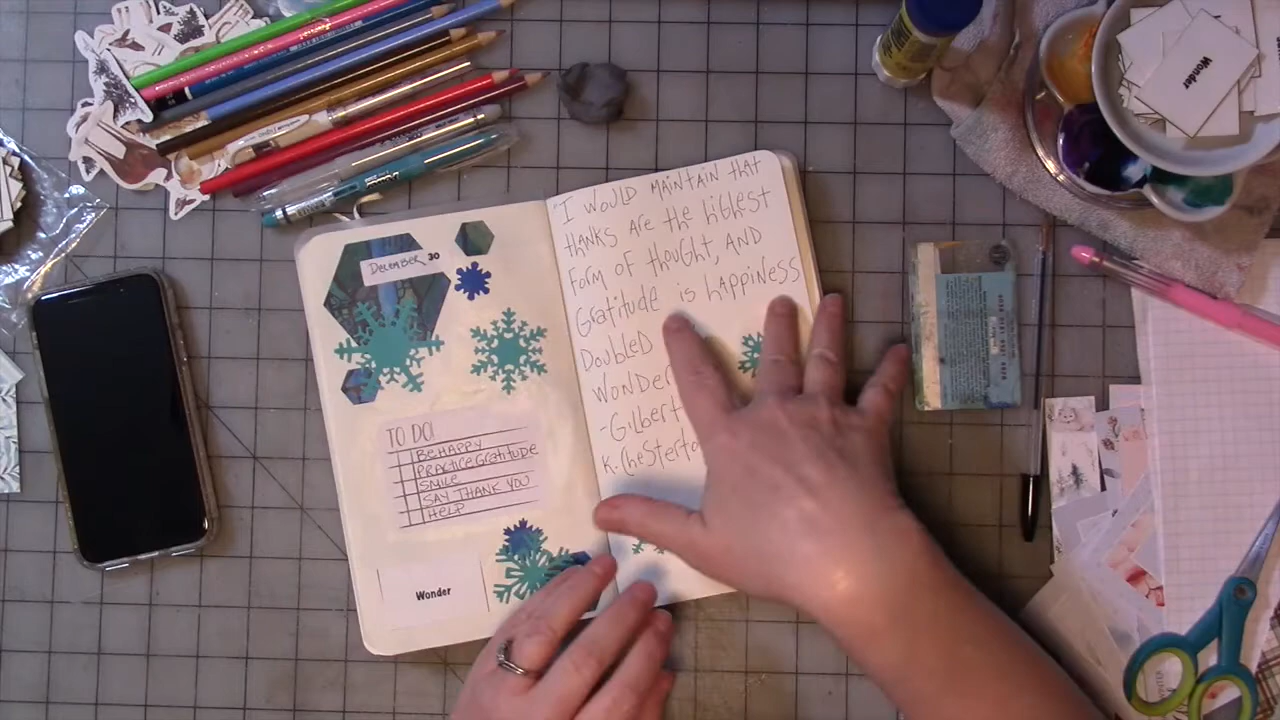 DECEMBER 30
TO DO!
BE HAPPY
PRACTICE GRATITUDE
SMILE
SAY THANK YOU
HELP
Wonder
"I WOULD MAINTAIN THAT
THANKS ARE THE HIGHEST
FORM OF THOUGHT, AND
GRATITUDE IS HAPPINESS
DOUBLED
WONDER
-GILBERT
K. CHESTERTO
Wonder